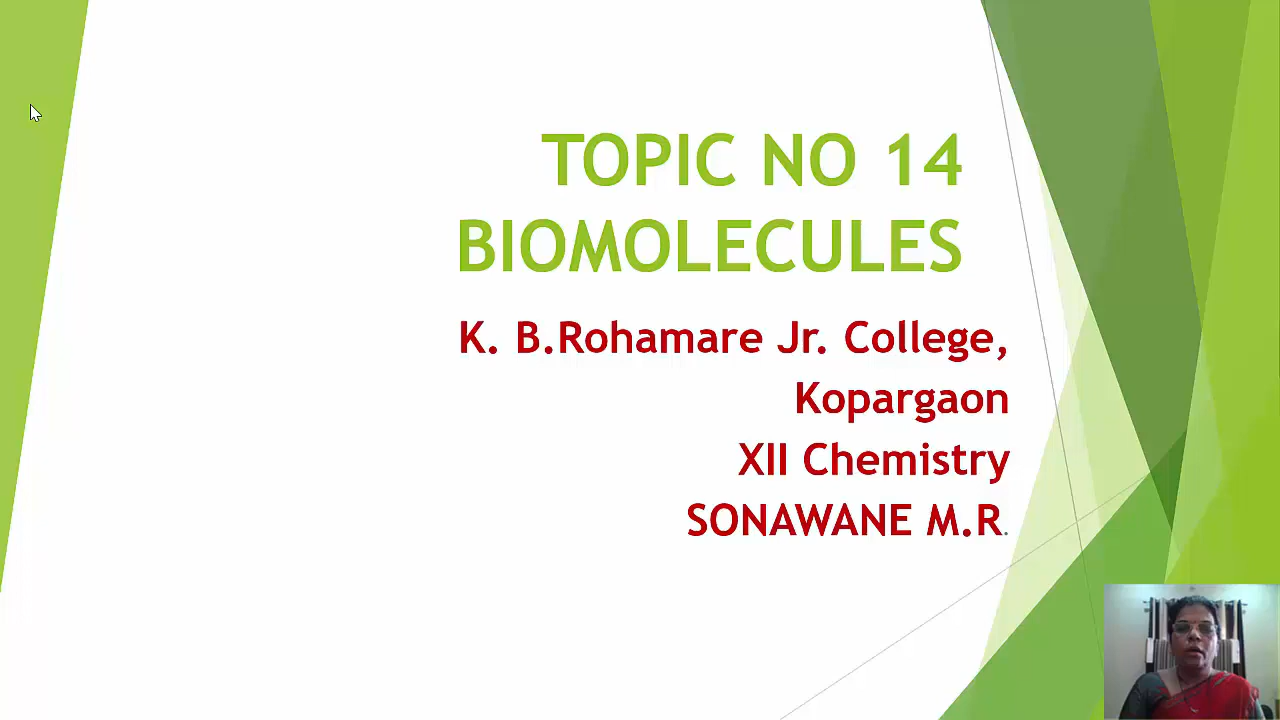 TOPIC NO 14
BIOMOLECULES
K. B.Rohamare Jr. College,
Kopargaon
XII Chemistry
SONAWANE M.R.